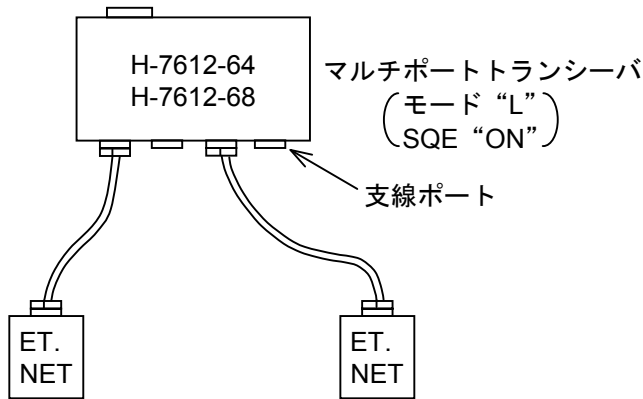 H-7612-64
H-7612-68
マルチポートトランシーバ
モード “L”
SQE “ON”
支線ポート
ET.
NET
ET.
NET